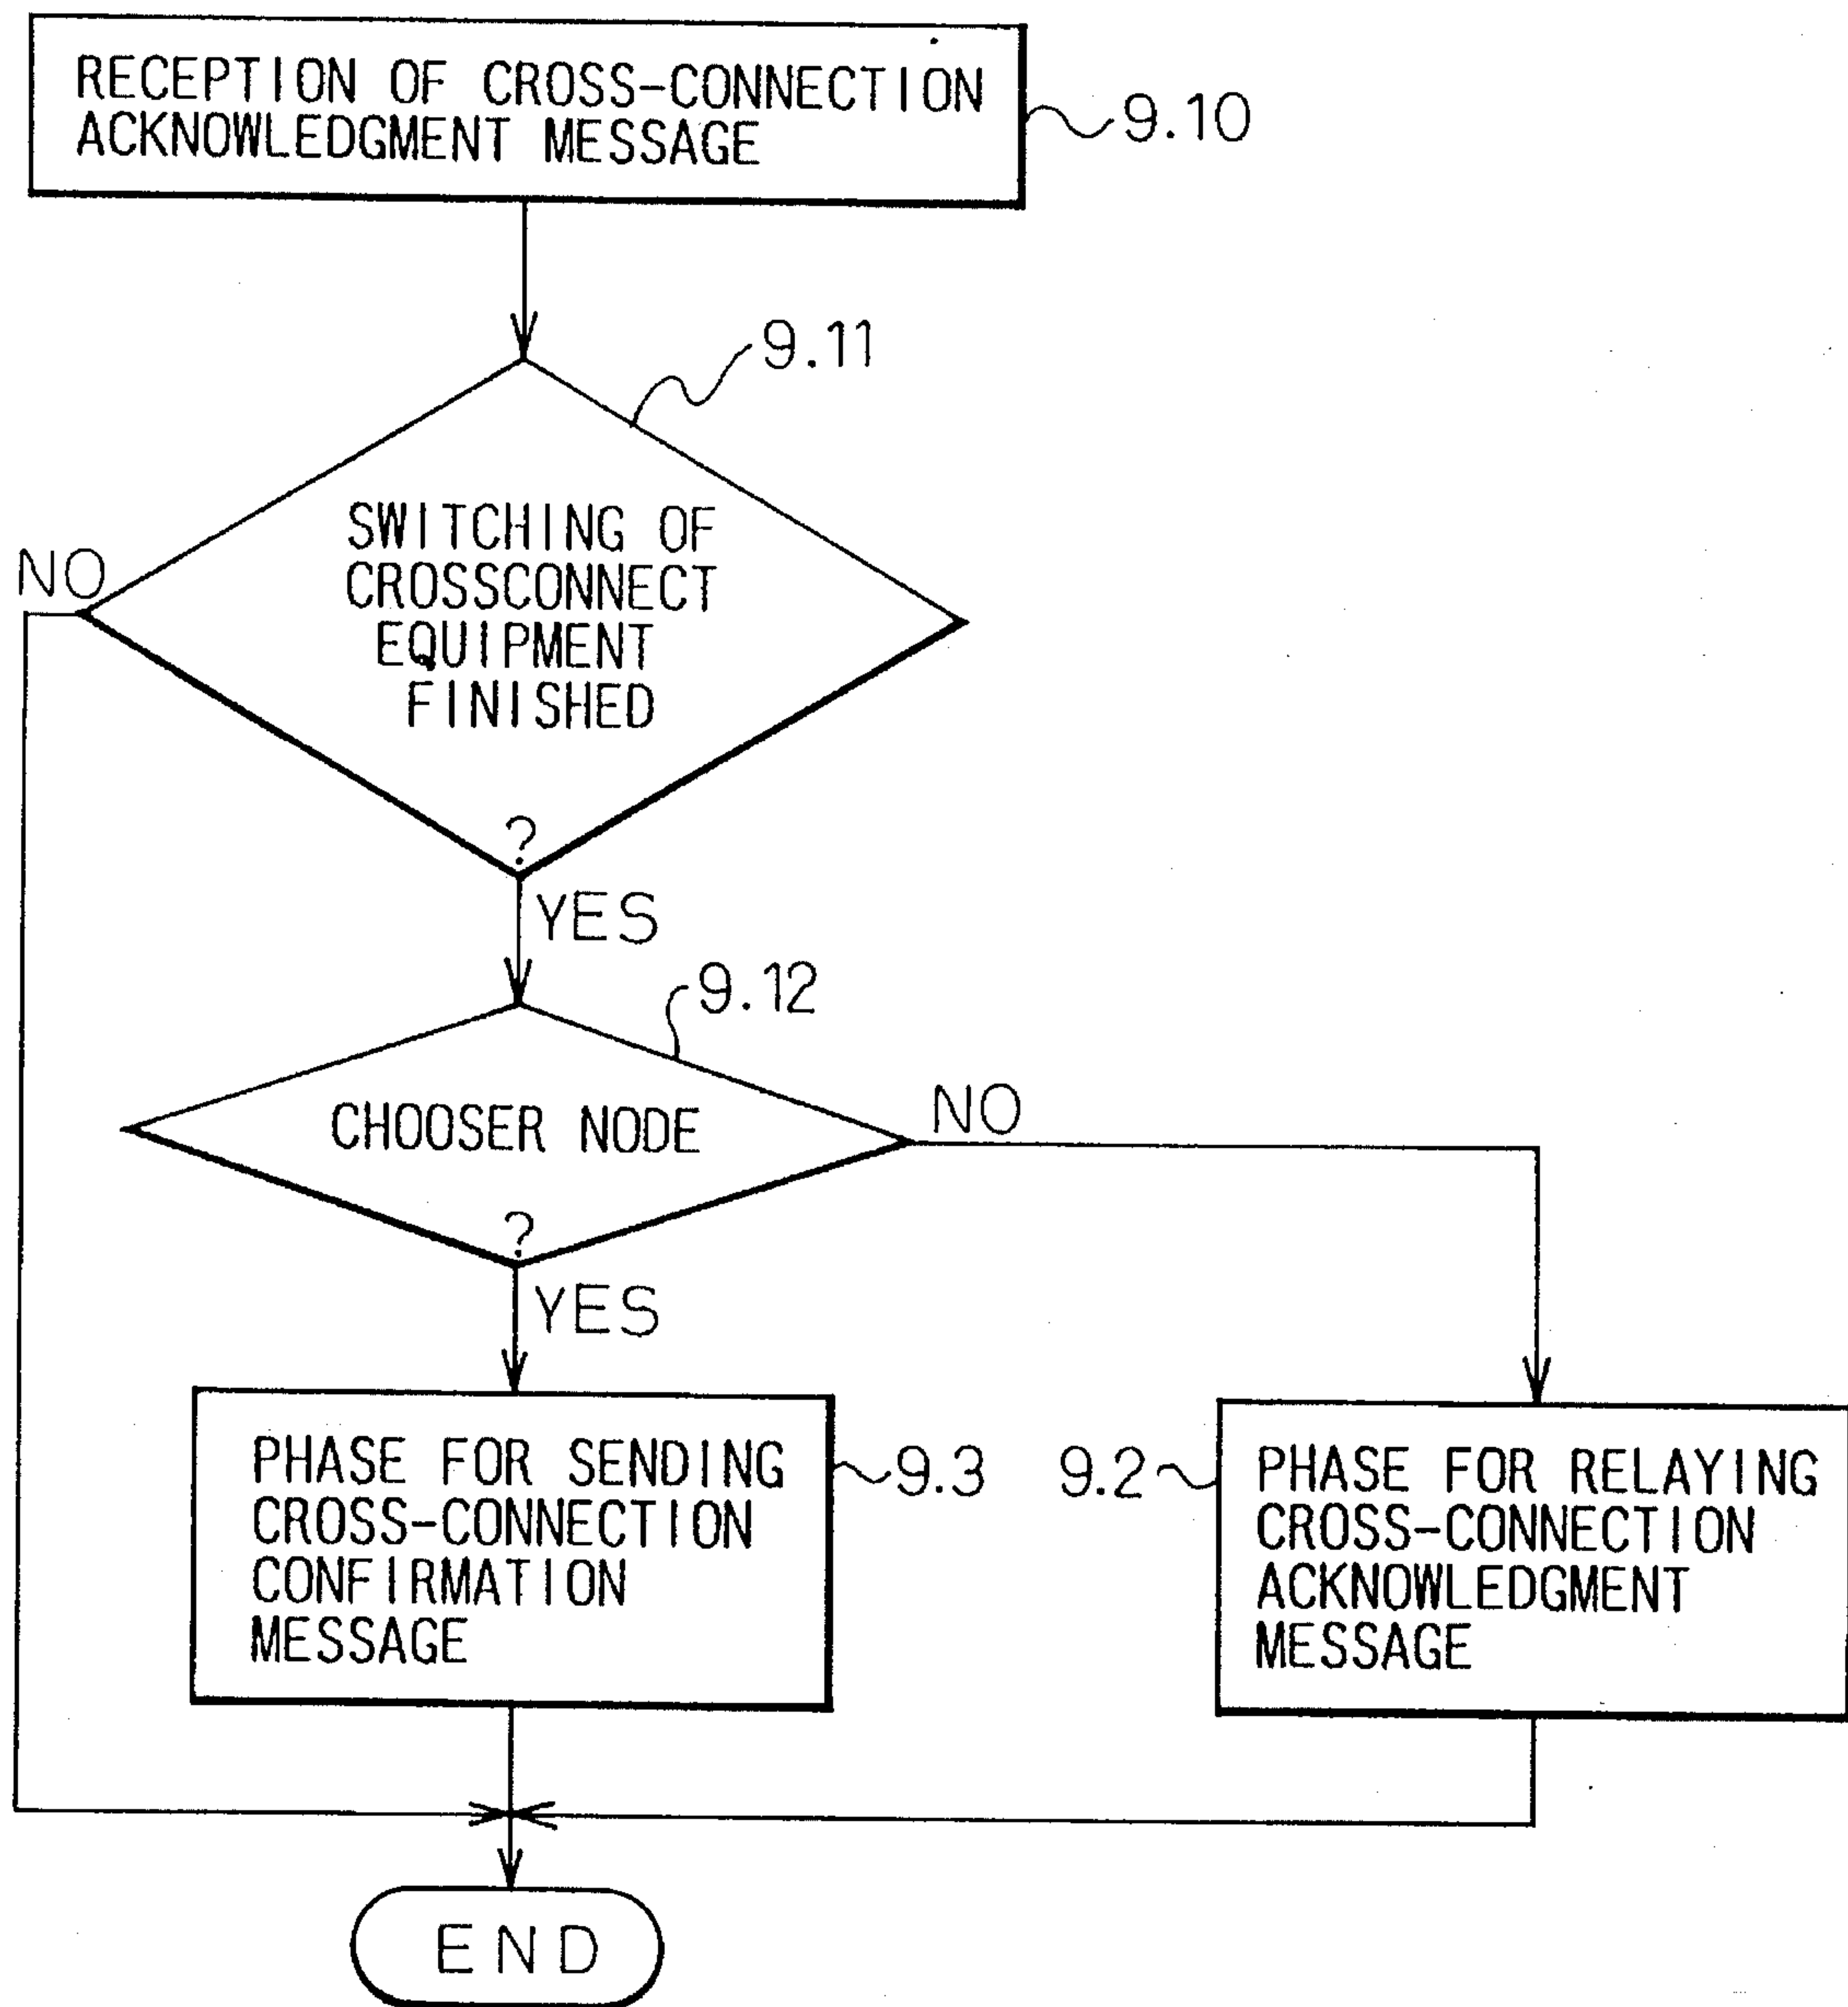 RECEPTION OF CROSS-CONNECTION
ACKNOWLEDGMENT MESSAGE
9.10
9.11
SWITCHING OF
CROSSCONNECT
EQUIPMENT
FINISHED
?
NO
YES
9.12
CHOOSER NODE
?
NO
YES
PHASE FOR SENDING
CROSS-CONNECTION
CONFIRMATION
MESSAGE
9.3
9.2
PHASE FOR RELAYING
CROSS-CONNECTION
ACKNOWLEDGMENT
MESSAGE
END